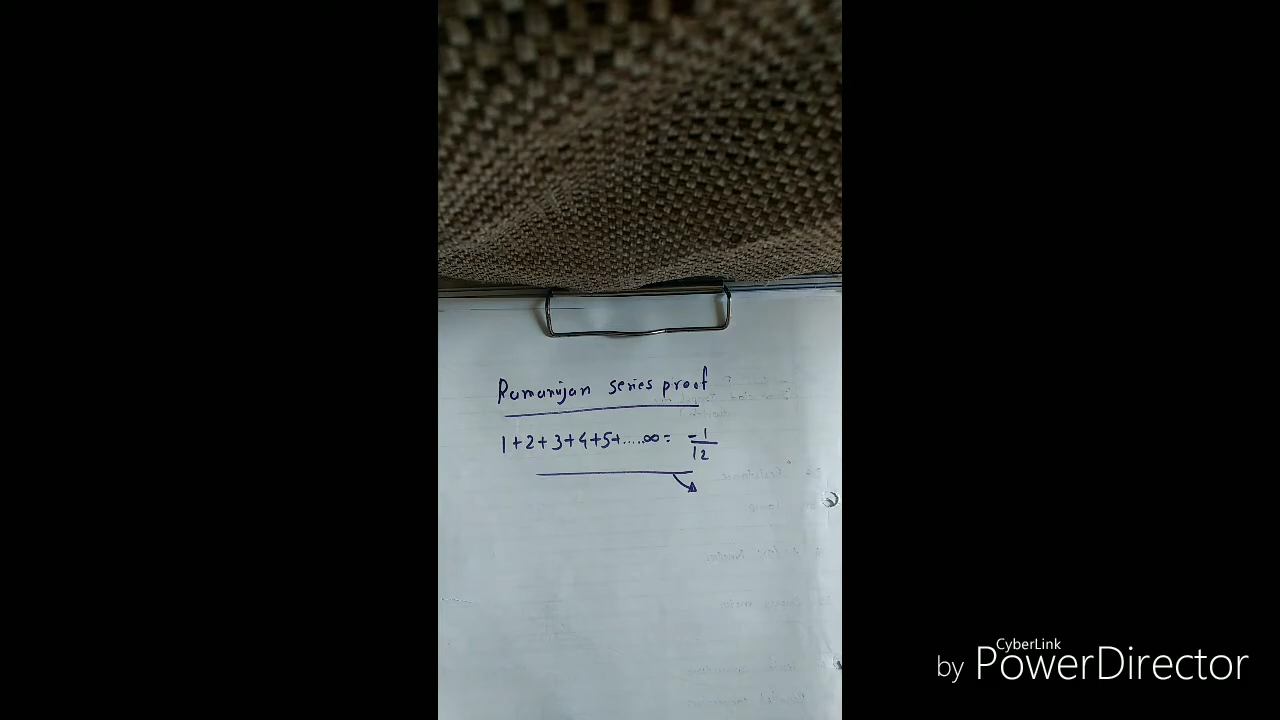 Ramanujan series proof
1+2+3+4+5+.....∞= -1/12
CyberLink
by PowerDirector